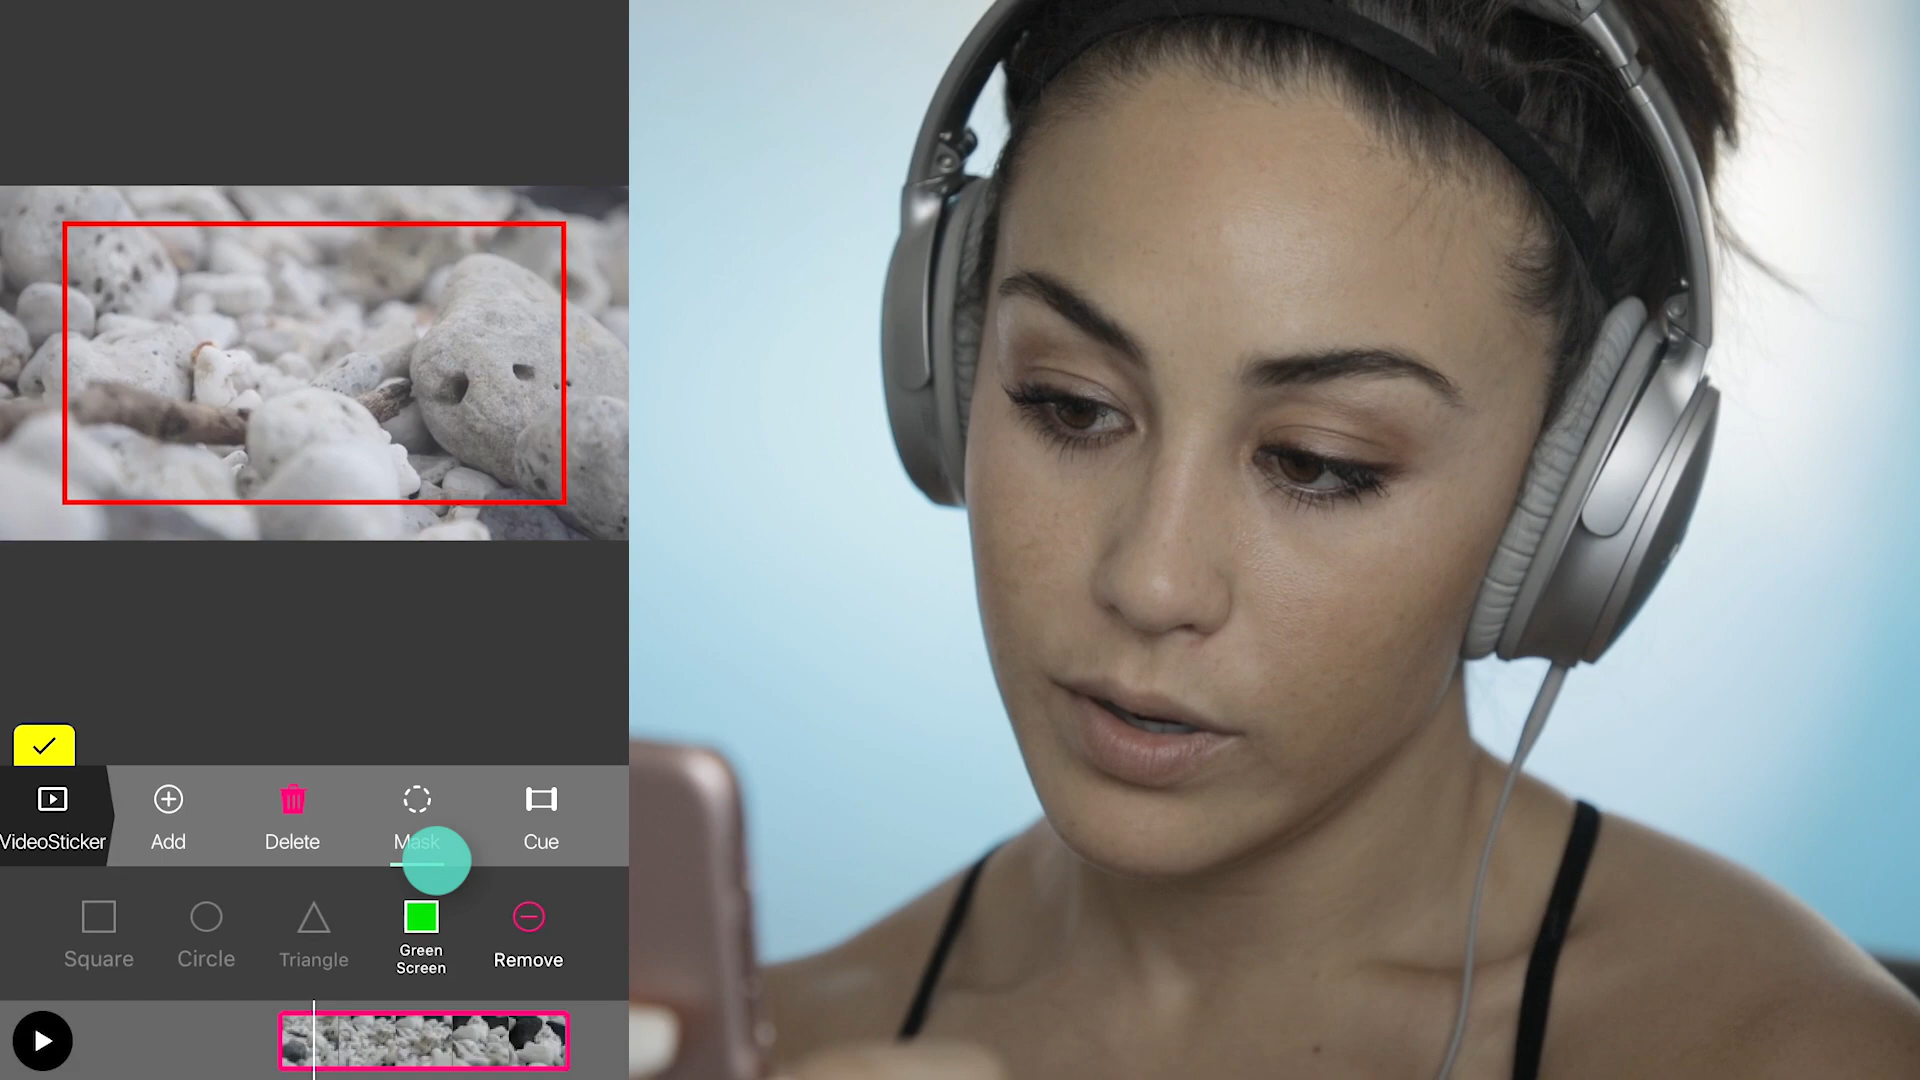 VideoSticker
Add
Delete
Mask
Cue
Square
Circle
Triangle
Green
Screen
Remove